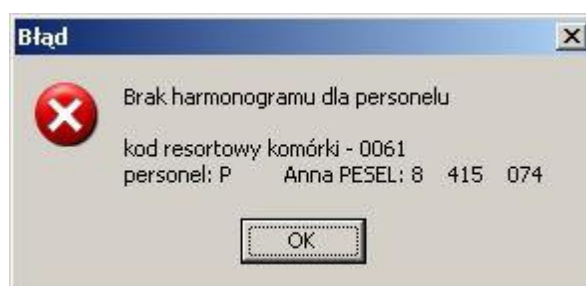 Błąd
Brak harmonogramu dla personelu
kod resortowy komórki - 0061
personel: P Anna PESEL: 8 415 074
OK